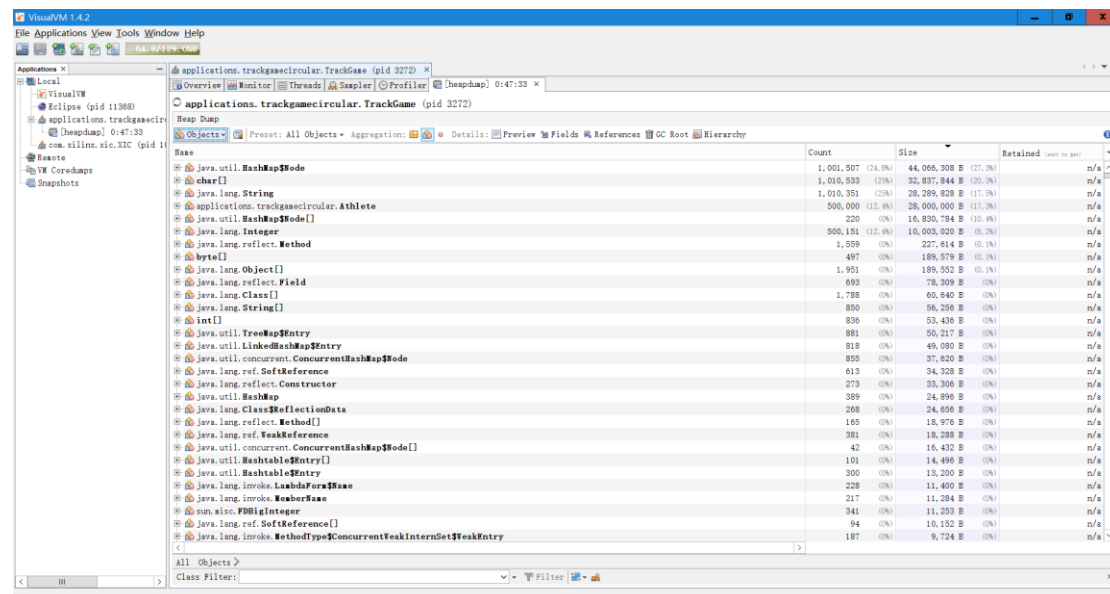 VisualVM 1.4.2
File Applications View Tools Window Help
64.0/129.0MB
Applications ×
Local
VisualVM
Eclipse (pid 11368)
applications.trackgamecirc
[heapdump] 0:47:33
com.xilinx.xic.XIC (pid 1
Remote
VM Coredumps
Snapshots
applications.trackgamecircular.TrackGame (pid 3272) ×
Overview Monitor Threads Sampler Profiler [heapdump] 0:47:33 ×
applications.trackgamecircular.TrackGame (pid 3272)
Heap Dump
Objects Preset: All Objects Aggregation: Details: Preview Fields References GC Root Hierarchy
Name Count Size Retained (sort to get)
java.util.HashMap$Node 1,001,507 (24.8%) 44,066,308 B (27.3%) n/a
char[] 1,010,533 (25%) 32,837,844 B (20.3%) n/a
java.lang.String 1,010,351 (25%) 28,289,828 B (17.5%) n/a
applications.trackgamecircular.Athlete 500,000 (12.4%) 28,000,000 B (17.3%) n/a
java.util.HashMap$Node[] 220 (0%) 16,830,784 B (10.4%) n/a
java.lang.Integer 500,151 (12.4%) 10,003,020 B (6.2%) n/a
java.lang.reflect.Method 1,559 (0%) 227,614 B (0.1%) n/a
byte[] 497 (0%) 189,579 B (0.1%) n/a
java.lang.Object[] 1,951 (0%) 189,552 B (0.1%) n/a
java.lang.reflect.Field 693 (0%) 78,309 B (0%) n/a
java.lang.Class[] 1,788 (0%) 60,640 B (0%) n/a
java.lang.String[] 850 (0%) 56,256 B (0%) n/a
int[] 836 (0%) 53,436 B (0%) n/a
java.util.TreeMap$Entry 881 (0%) 50,217 B (0%) n/a
java.util.LinkedHashMap$Entry 818 (0%) 49,080 B (0%) n/a
java.util.concurrent.ConcurrentHashMap$Node 855 (0%) 37,620 B (0%) n/a
java.lang.ref.SoftReference 613 (0%) 34,328 B (0%) n/a
java.lang.reflect.Constructor 273 (0%) 33,306 B (0%) n/a
java.util.HashMap 389 (0%) 24,896 B (0%) n/a
java.lang.Class$ReflectionData 268 (0%) 24,656 B (0%) n/a
java.lang.reflect.Method[] 165 (0%) 18,976 B (0%) n/a
java.lang.ref.WeakReference 381 (0%) 18,288 B (0%) n/a
java.util.concurrent.ConcurrentHashMap$Node[] 42 (0%) 16,432 B (0%) n/a
java.util.Hashtable$Entry[] 101 (0%) 14,496 B (0%) n/a
java.util.Hashtable$Entry 300 (0%) 13,200 B (0%) n/a
java.lang.invoke.LambdaForm$Name 228 (0%) 11,400 B (0%) n/a
java.lang.invoke.MemberName 217 (0%) 11,284 B (0%) n/a
sun.misc.FDBigInteger 341 (0%) 11,253 B (0%) n/a
java.lang.ref.SoftReference[] 94 (0%) 10,152 B (0%) n/a
java.lang.invoke.MethodType$ConcurrentWeakInternSet$WeakEntry 187 (0%) 9,724 B (0%) n/a
All Objects
Class Filter: Filter